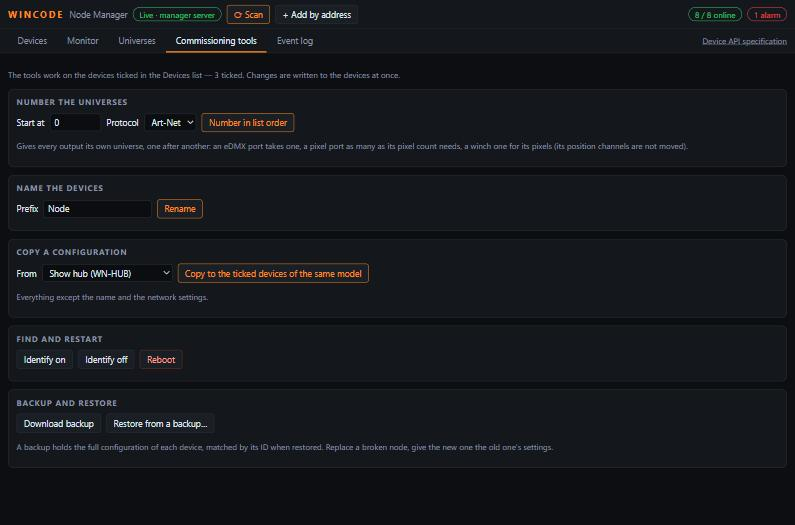 WINCODE Node Manager Live · manager server Scan + Add by address 8 / 8 online 1 alarm
Devices Monitor Universes Commissioning tools Event log Device API specification
The tools work on the devices ticked in the Devices list — 3 ticked. Changes are written to the devices at once.
NUMBER THE UNIVERSES
Start at 0 Protocol Art-Net Number in list order
Gives every output its own universe, one after another: an eDMX port takes one, a pixel port as many as its pixel count needs, a winch one for its pixels (its position channels are not moved).
NAME THE DEVICES
Prefix Node Rename
COPY A CONFIGURATION
From Show hub (WN-HUB) Copy to the ticked devices of the same model
Everything except the name and the network settings.
FIND AND RESTART
Identify on Identify off Reboot
BACKUP AND RESTORE
Download backup Restore from a backup...
A backup holds the full configuration of each device, matched by its ID when restored. Replace a broken node, give the new one the old one's settings.